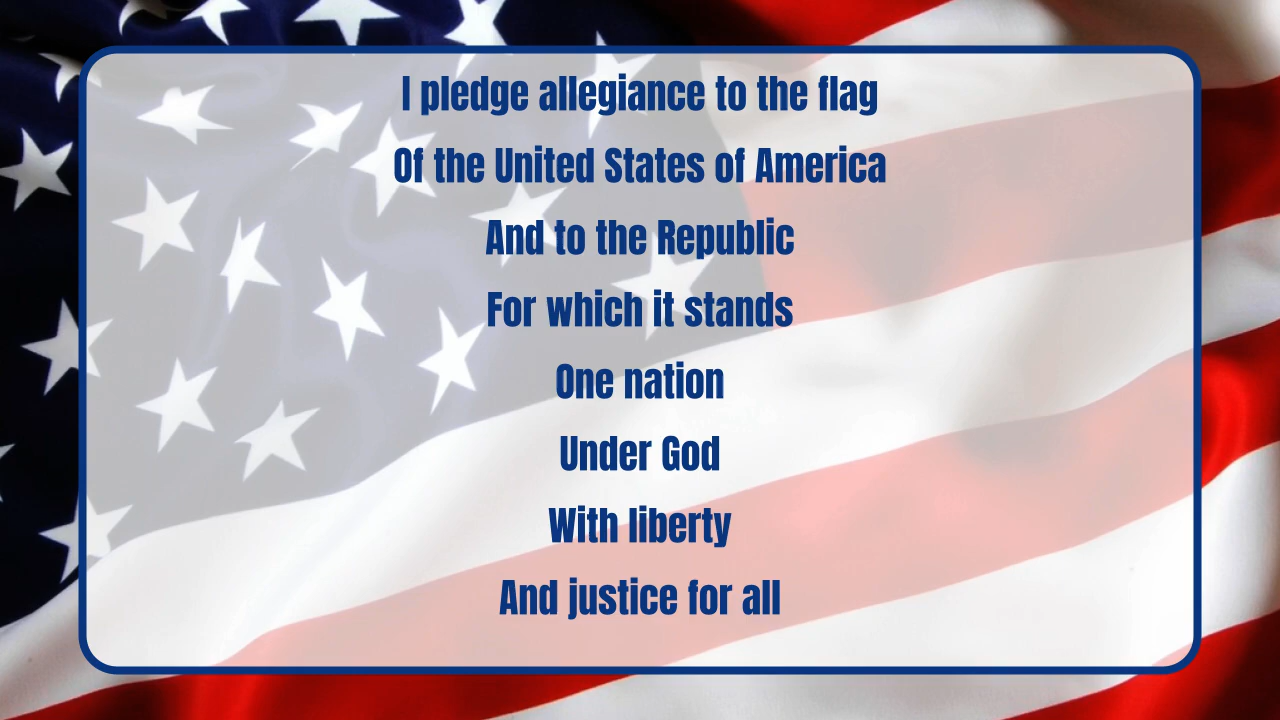 I pledge allegiance to the flag
Of the United States of America
And to the Republic
For which it stands
One nation
Under God
With liberty
And justice for all